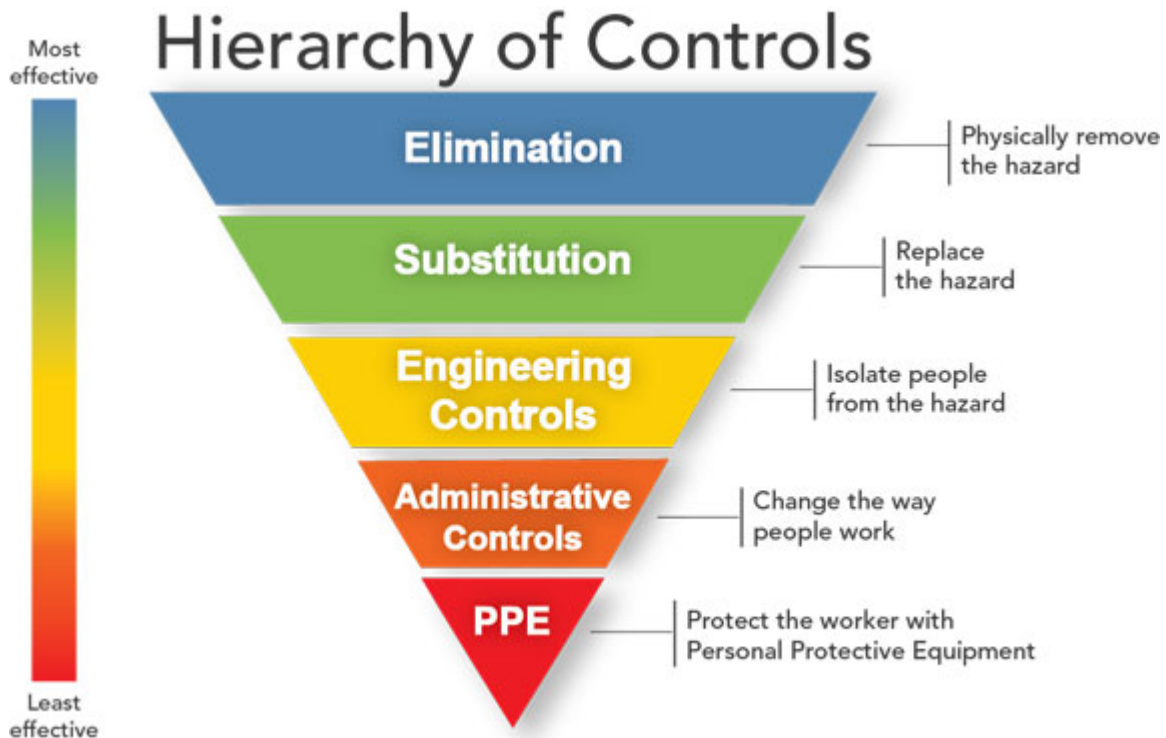 Hierarchy of Controls
Most
effective
Elimination
Physically remove
the hazard
Substitution
Replace
the hazard
Engineering
Controls
Isolate people
from the hazard
Administrative
Controls
Change the way
people work
PPE
Protect the worker with
Personal Protective Equipment
Least
effective